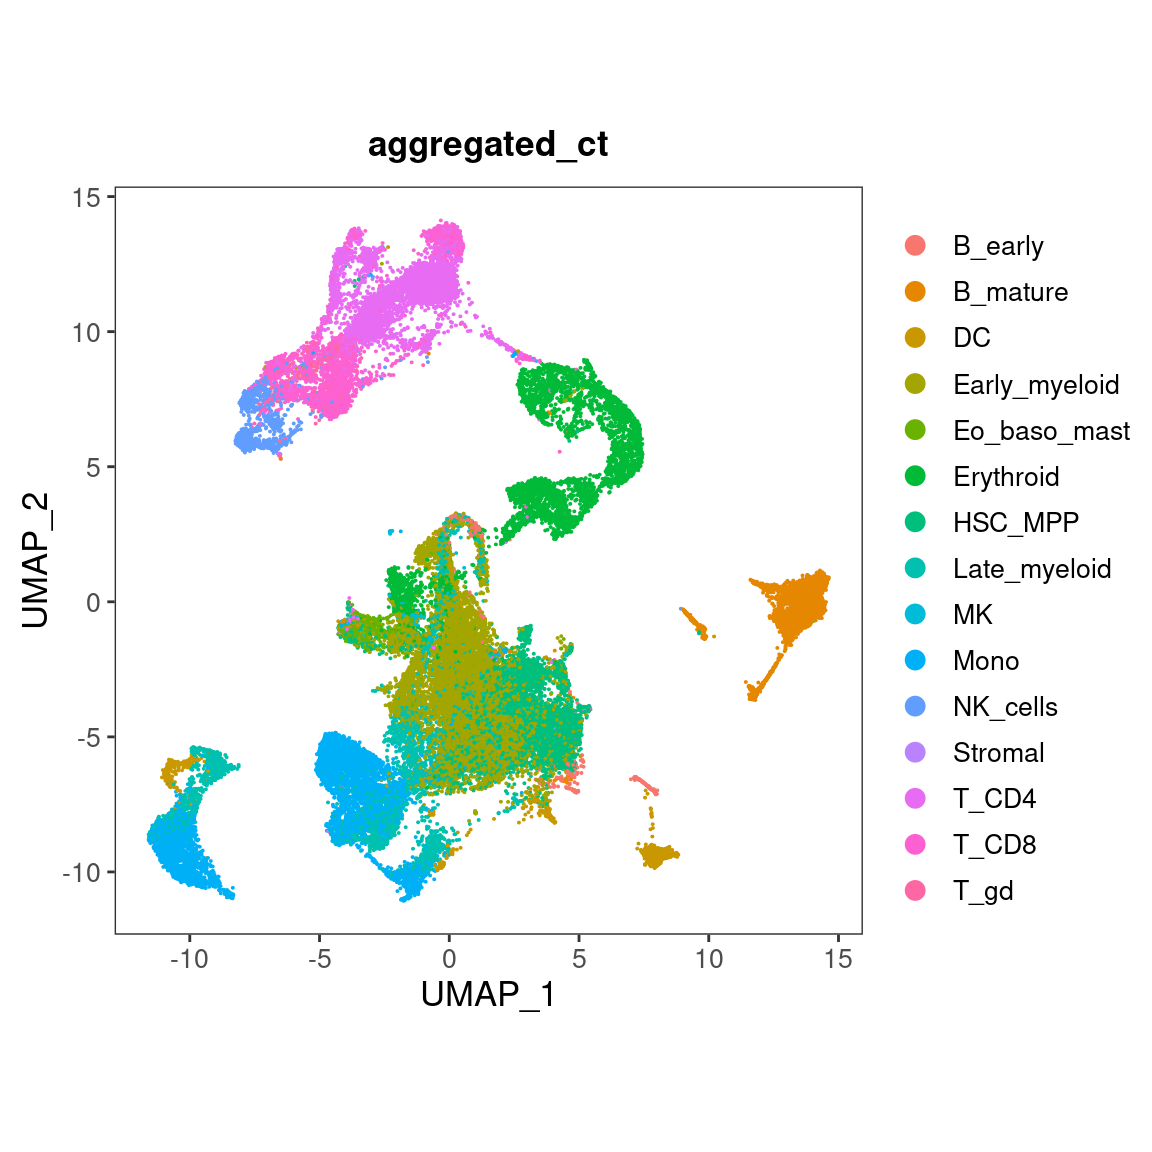 aggregated_ct
15
10
5
0
-5
-10
UMAP_2
-10 -5 0 5 10 15
UMAP_1
B_early
B_mature
DC
Early_myeloid
Eo_baso_mast
Erythroid
HSC_MPP
Late_myeloid
MK
Mono
NK_cells
Stromal
T_CD4
T_CD8
T_gd